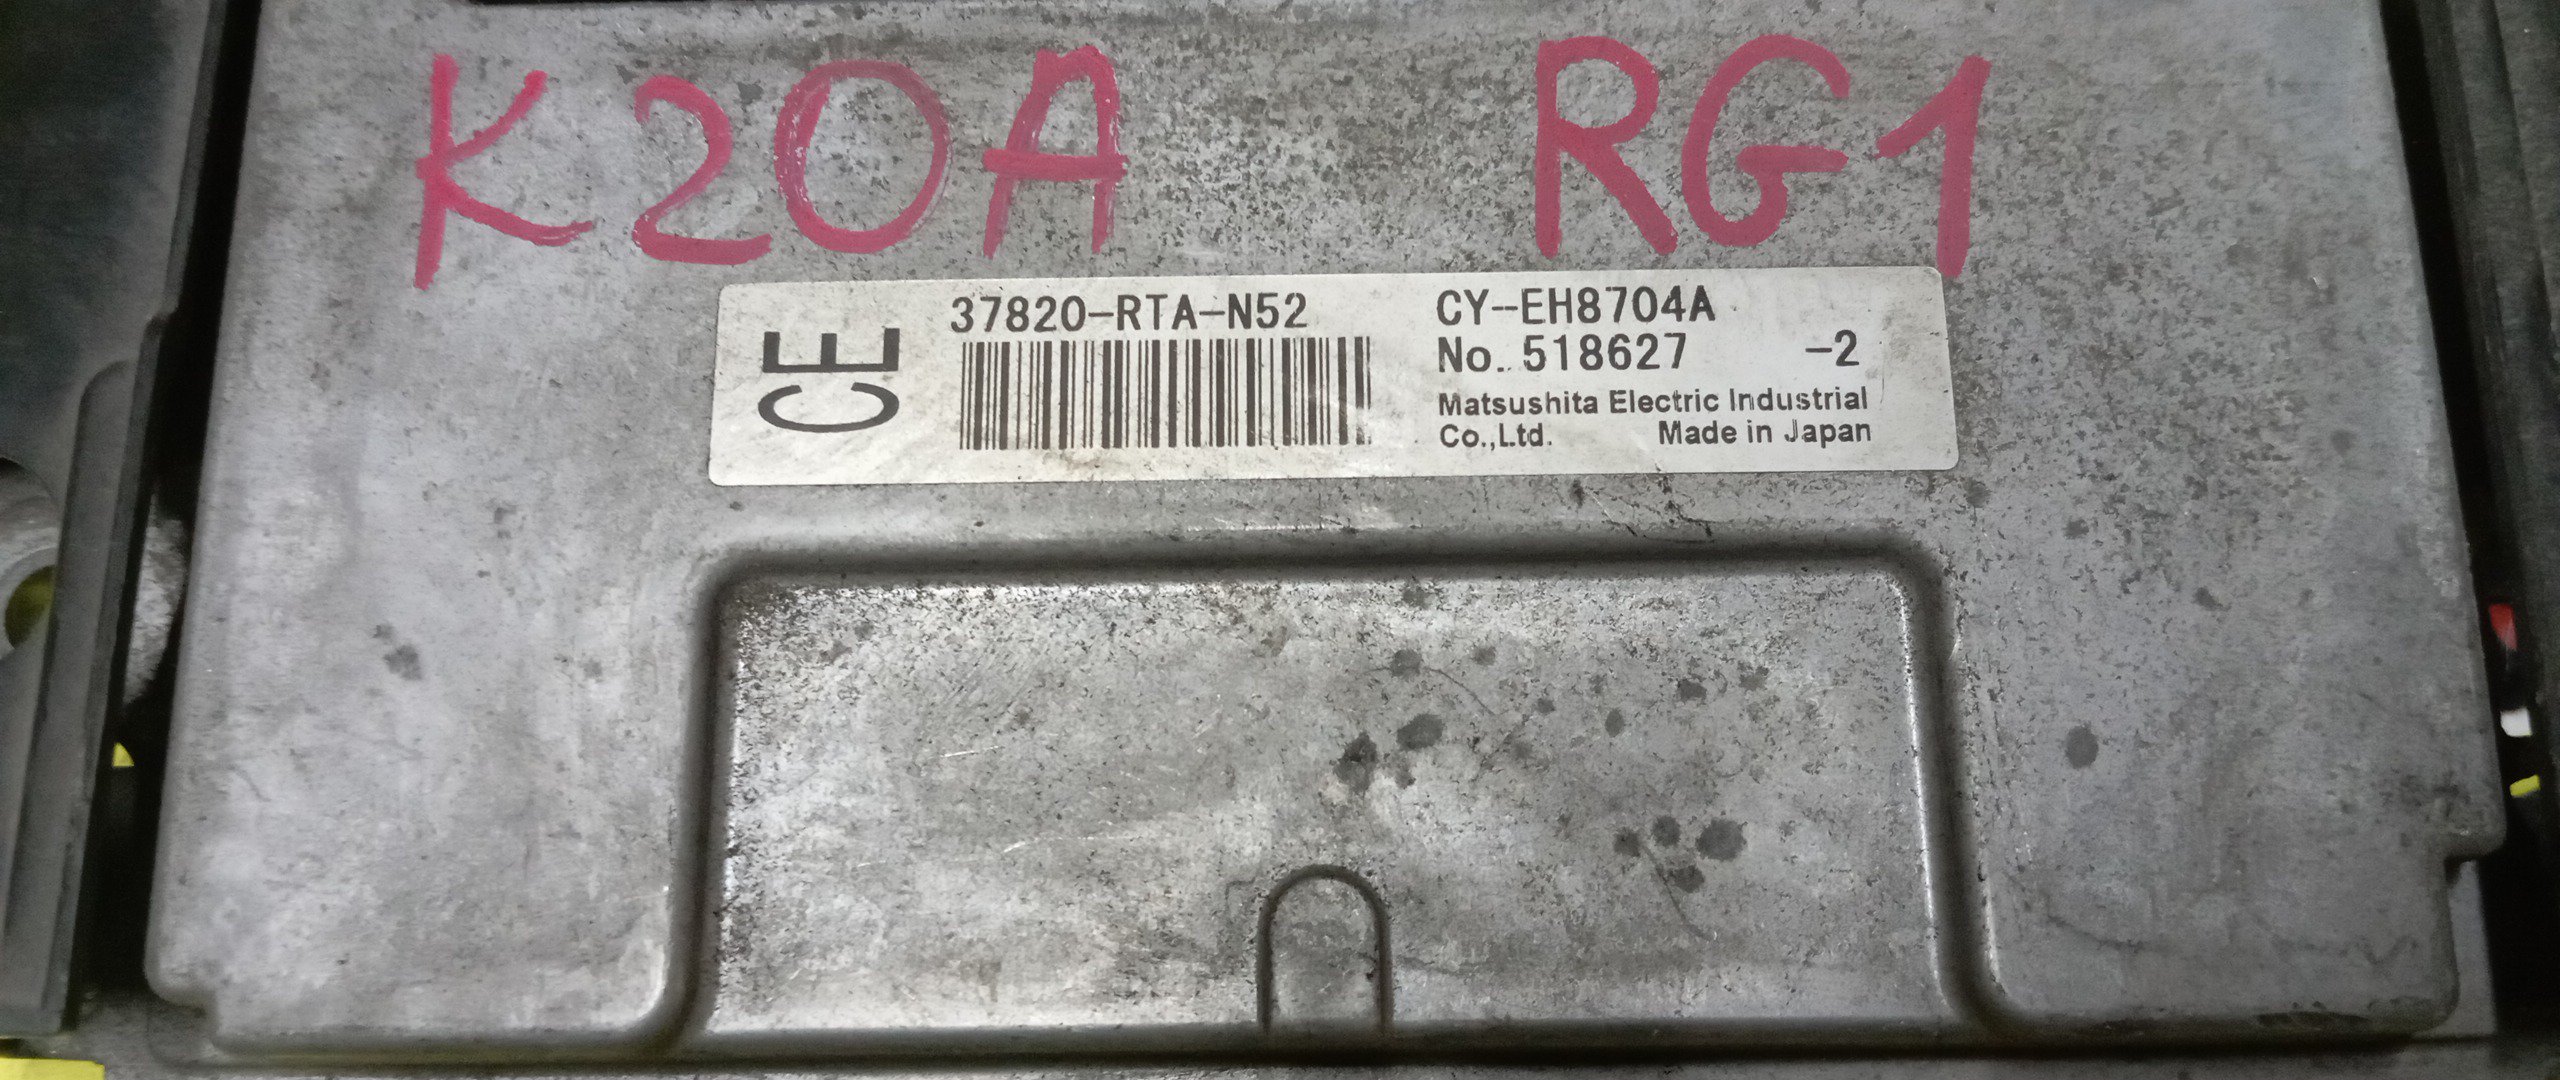 K20A RG1
CE
37820-RTA-N52
CY-EH8704A
No. 518627 -2
Matsushita Electric Industrial
Co.,Ltd. Made in Japan